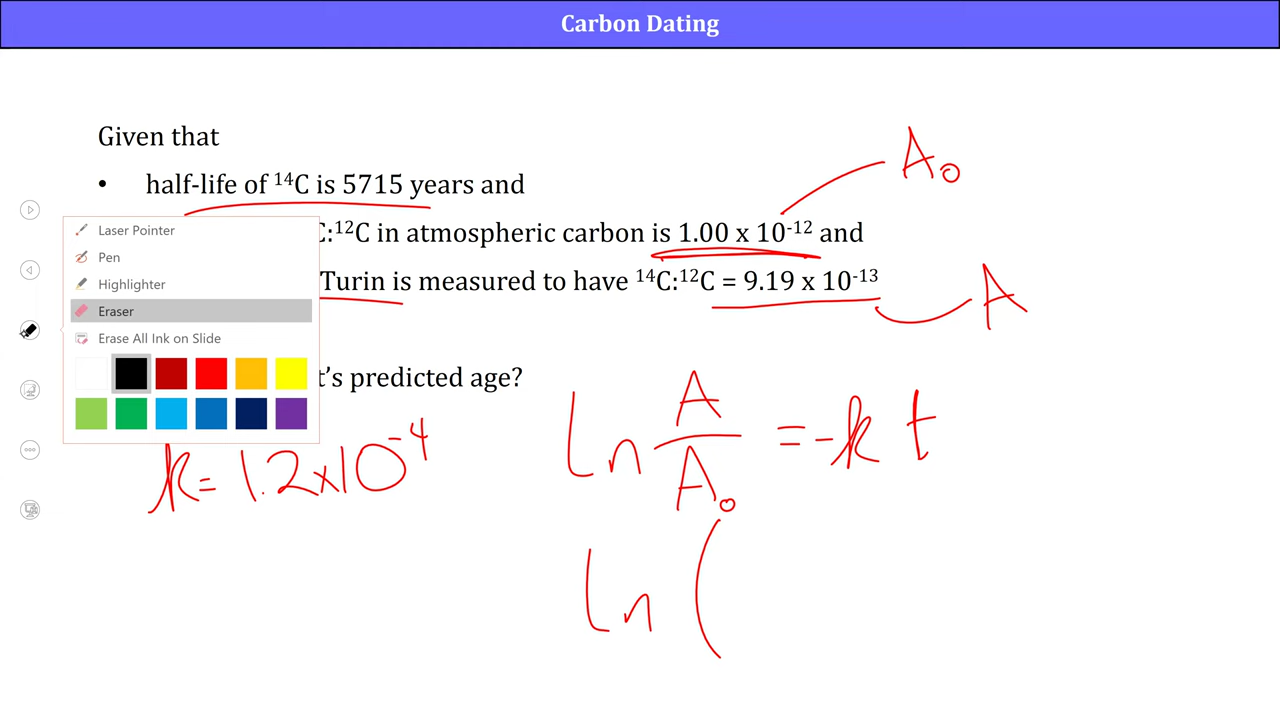 Carbon Dating
Given that
• half-life of ¹⁴C is 5715 years and
C:¹²C in atmospheric carbon is 1.00 x 10⁻¹² and
Turin is measured to have ¹⁴C:¹²C = 9.19 x 10⁻¹³
t's predicted age?
A₀
A
Laser Pointer
Pen
Highlighter
Eraser
Erase All Ink on Slide
k = 1.2x10⁻⁴
ln A/A₀ = -k t
ln (